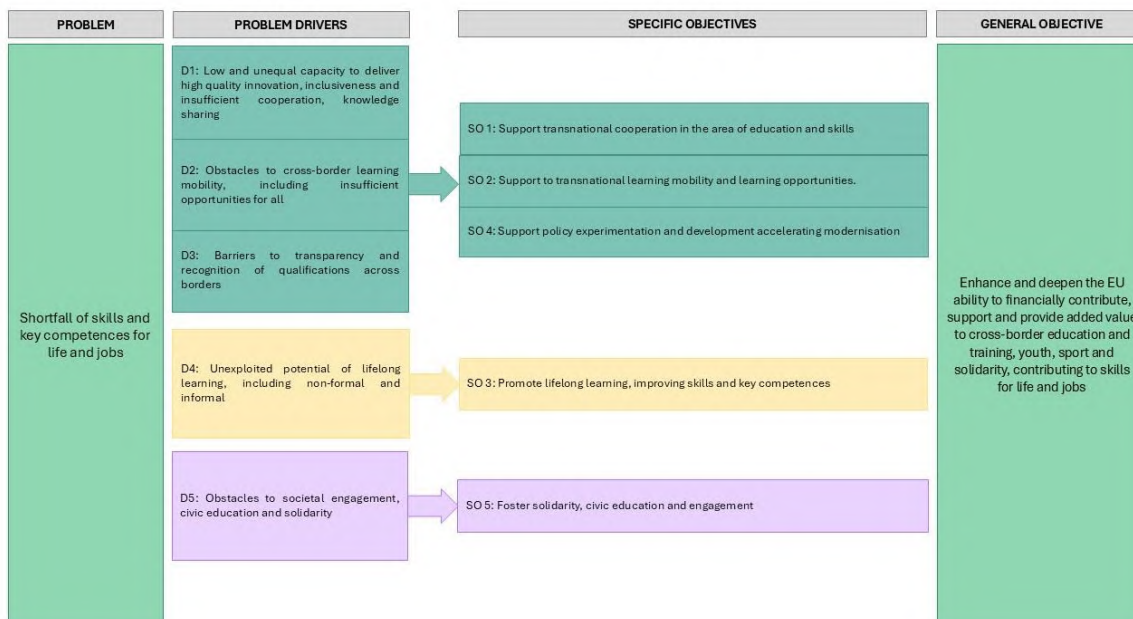 PROBLEM
PROBLEM DRIVERS
SPECIFIC OBJECTIVES
GENERAL OBJECTIVE
Shortfall of skills and
key competences for
life and jobs
D1: Low and unequal capacity to deliver
high quality innovation, inclusiveness and
insufficient cooperation, knowledge
sharing
D2: Obstacles to cross-border learning
mobility, including insufficient
opportunities for all
D3: Barriers to transparency and
recognition of qualifications across
borders
D4: Unexploited potential of lifelong
learning, including non-formal and
informal
D5: Obstacles to societal engagement,
civic education and solidarity
SO 1: Support transnational cooperation in the area of education and skills
SO 2: Support to transnational learning mobility and learning opportunities.
SO 4: Support policy experimentation and development accelerating modernisation
SO 3: Promote lifelong learning, improving skills and key competences
SO 5: Foster solidarity, civic education and engagement
Enhance and deepen the EU
ability to financially contribute,
support and provide added value
to cross-border education and
training, youth, sport and
solidarity, contributing to skills
for life and jobs